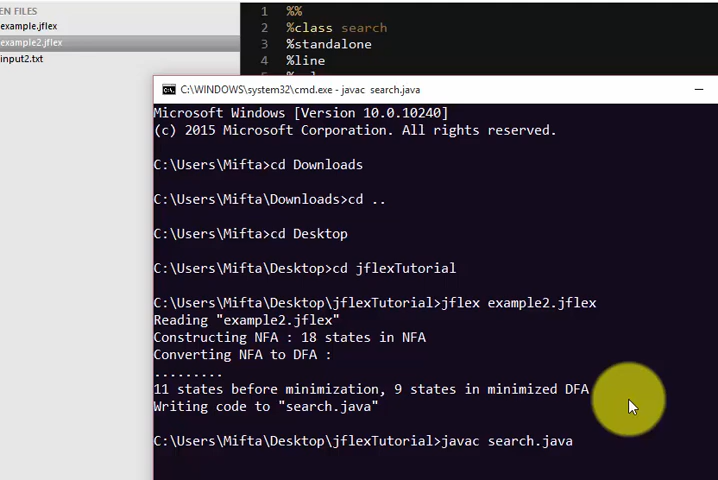 EN FILES
example.jflex
example2.jflex
input2.txt
1 %%
2 %class search
3 %standalone
4 %line
C:\WINDOWS\system32\cmd.exe - javac search.java
Microsoft Windows [Version 10.0.10240]
(c) 2015 Microsoft Corporation. All rights reserved.
C:\Users\Mifta>cd Downloads
C:\Users\Mifta\Downloads>cd ..
C:\Users\Mifta>cd Desktop
C:\Users\Mifta\Desktop>cd jflexTutorial
C:\Users\Mifta\Desktop\jflexTutorial>jflex example2.jflex
Reading "example2.jflex"
Constructing NFA : 18 states in NFA
Converting NFA to DFA :
.........
11 states before minimization, 9 states in minimized DFA
Writing code to "search.java"
C:\Users\Mifta\Desktop\jflexTutorial>javac search.java